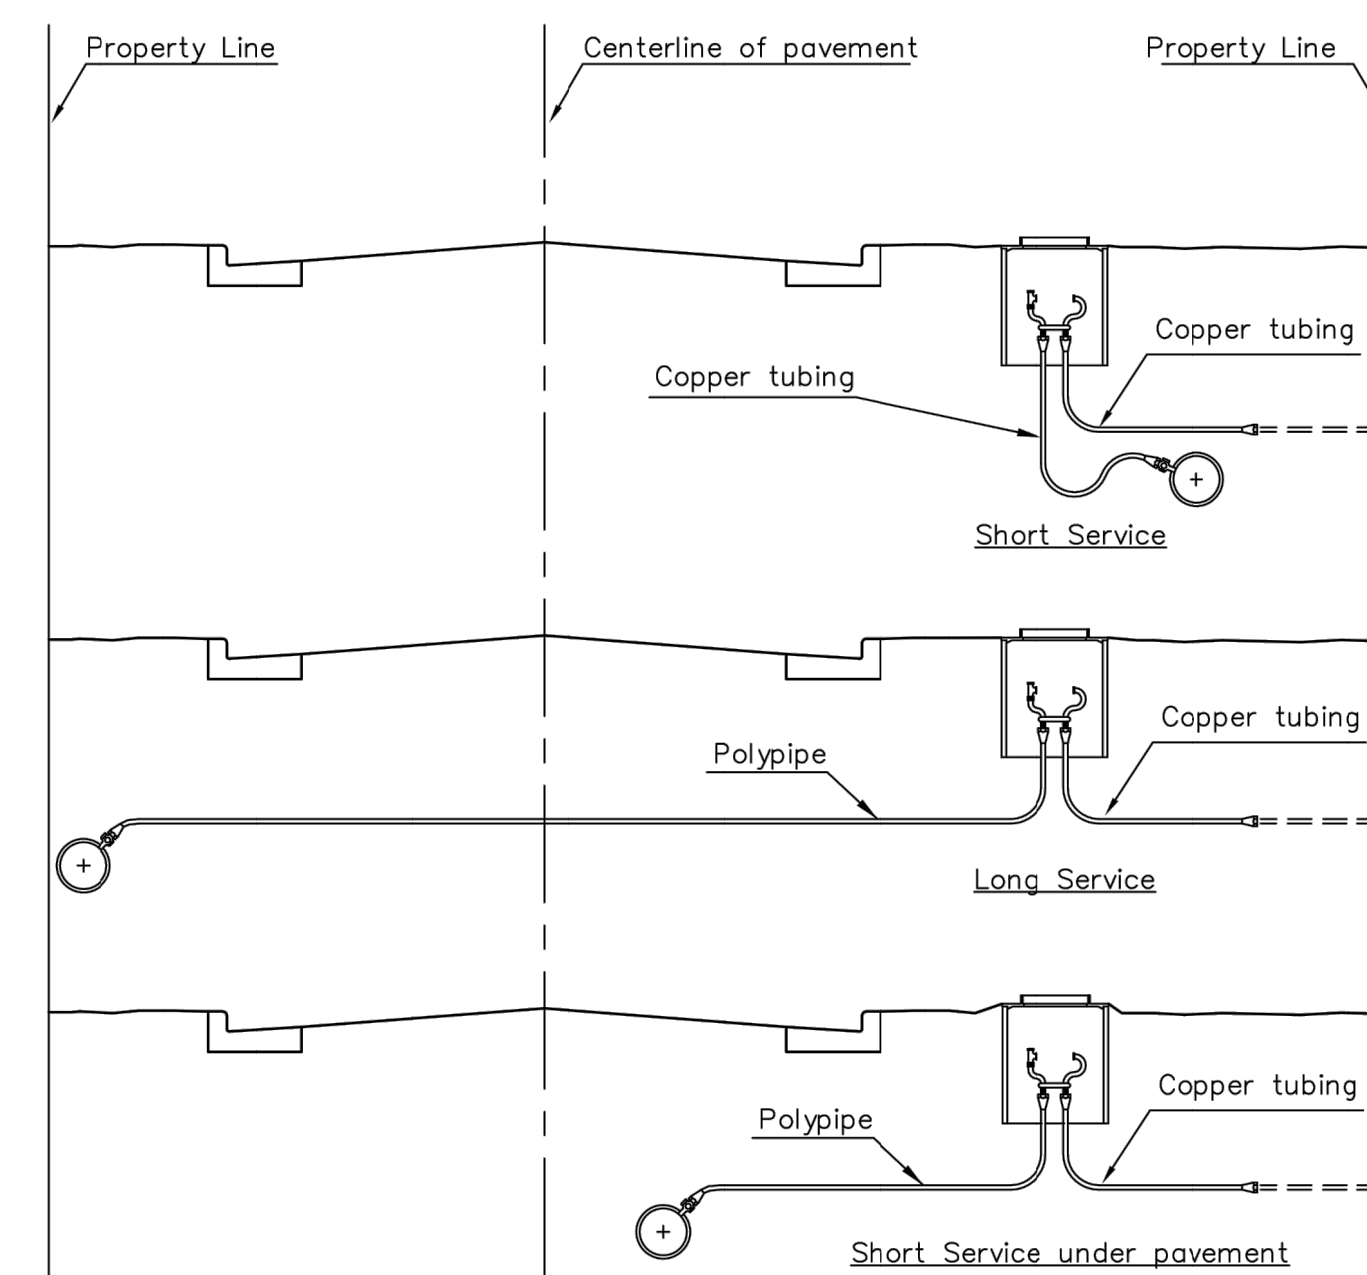 Property Line
Centerline of pavement
Property Line
Copper tubing
Copper tubing
Short Service
Copper tubing
Polypipe
Long Service
Copper tubing
Polypipe
Short Service under pavement